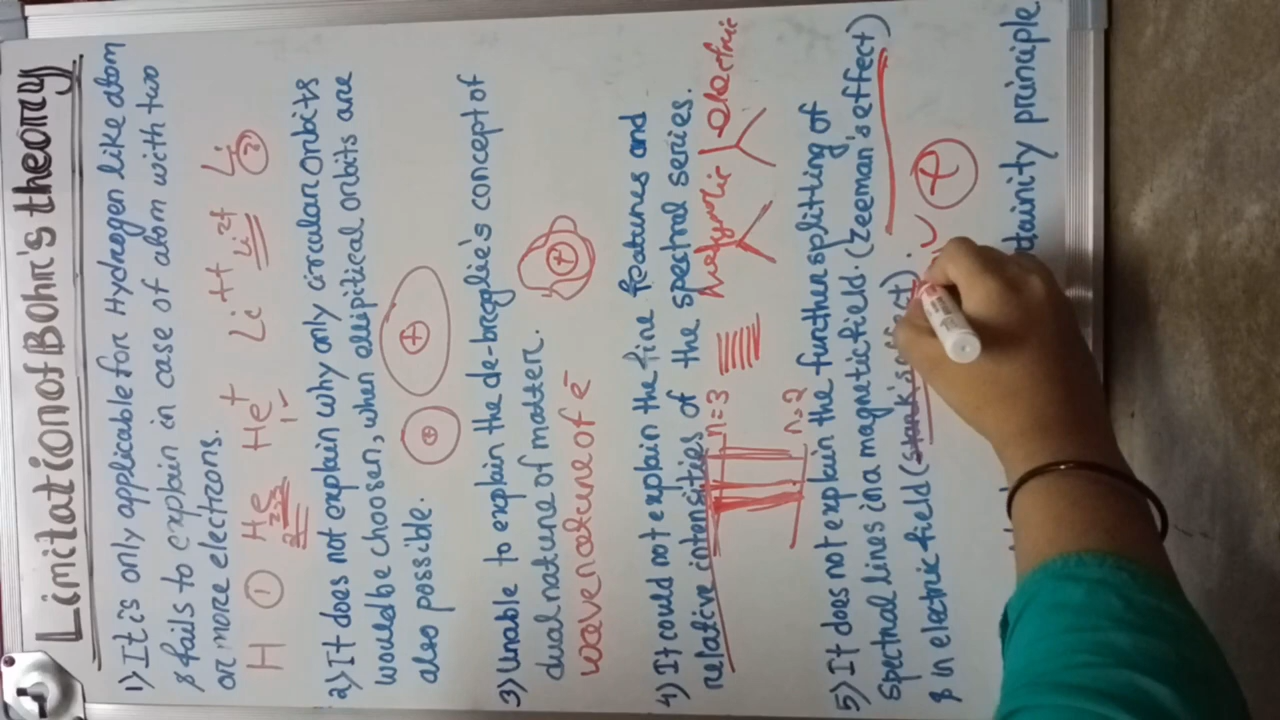 Limitation of Bohr's theory
1) It is only applicable for Hydrogen like atom
& fails to explain in case of atom with two
or more electrons.
H ① He He+ Li++ Li2+ Li
2) It does not explain why only circular orbits
would be choosen, when ellipitical orbits are
also possible.
3) Unable to explain the de-broglie's concept of
dual nature of matter.
wave nature of e-
4) It could not explain the fine features and
relative intensities of the spectral series.
n=3
n=2
electric
5) It does not explain the further splitting of
spectral lines in a magnetic field. (Zeeman's effect)
& in electric field (stark's effect).
principle